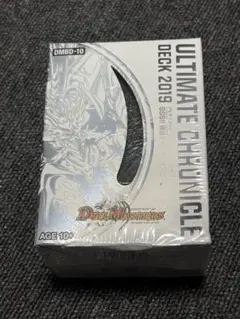 DMBD-10
ULTIMATE CHRONICLE
DECK 2019
DUEL MASTERS
AGE 10+